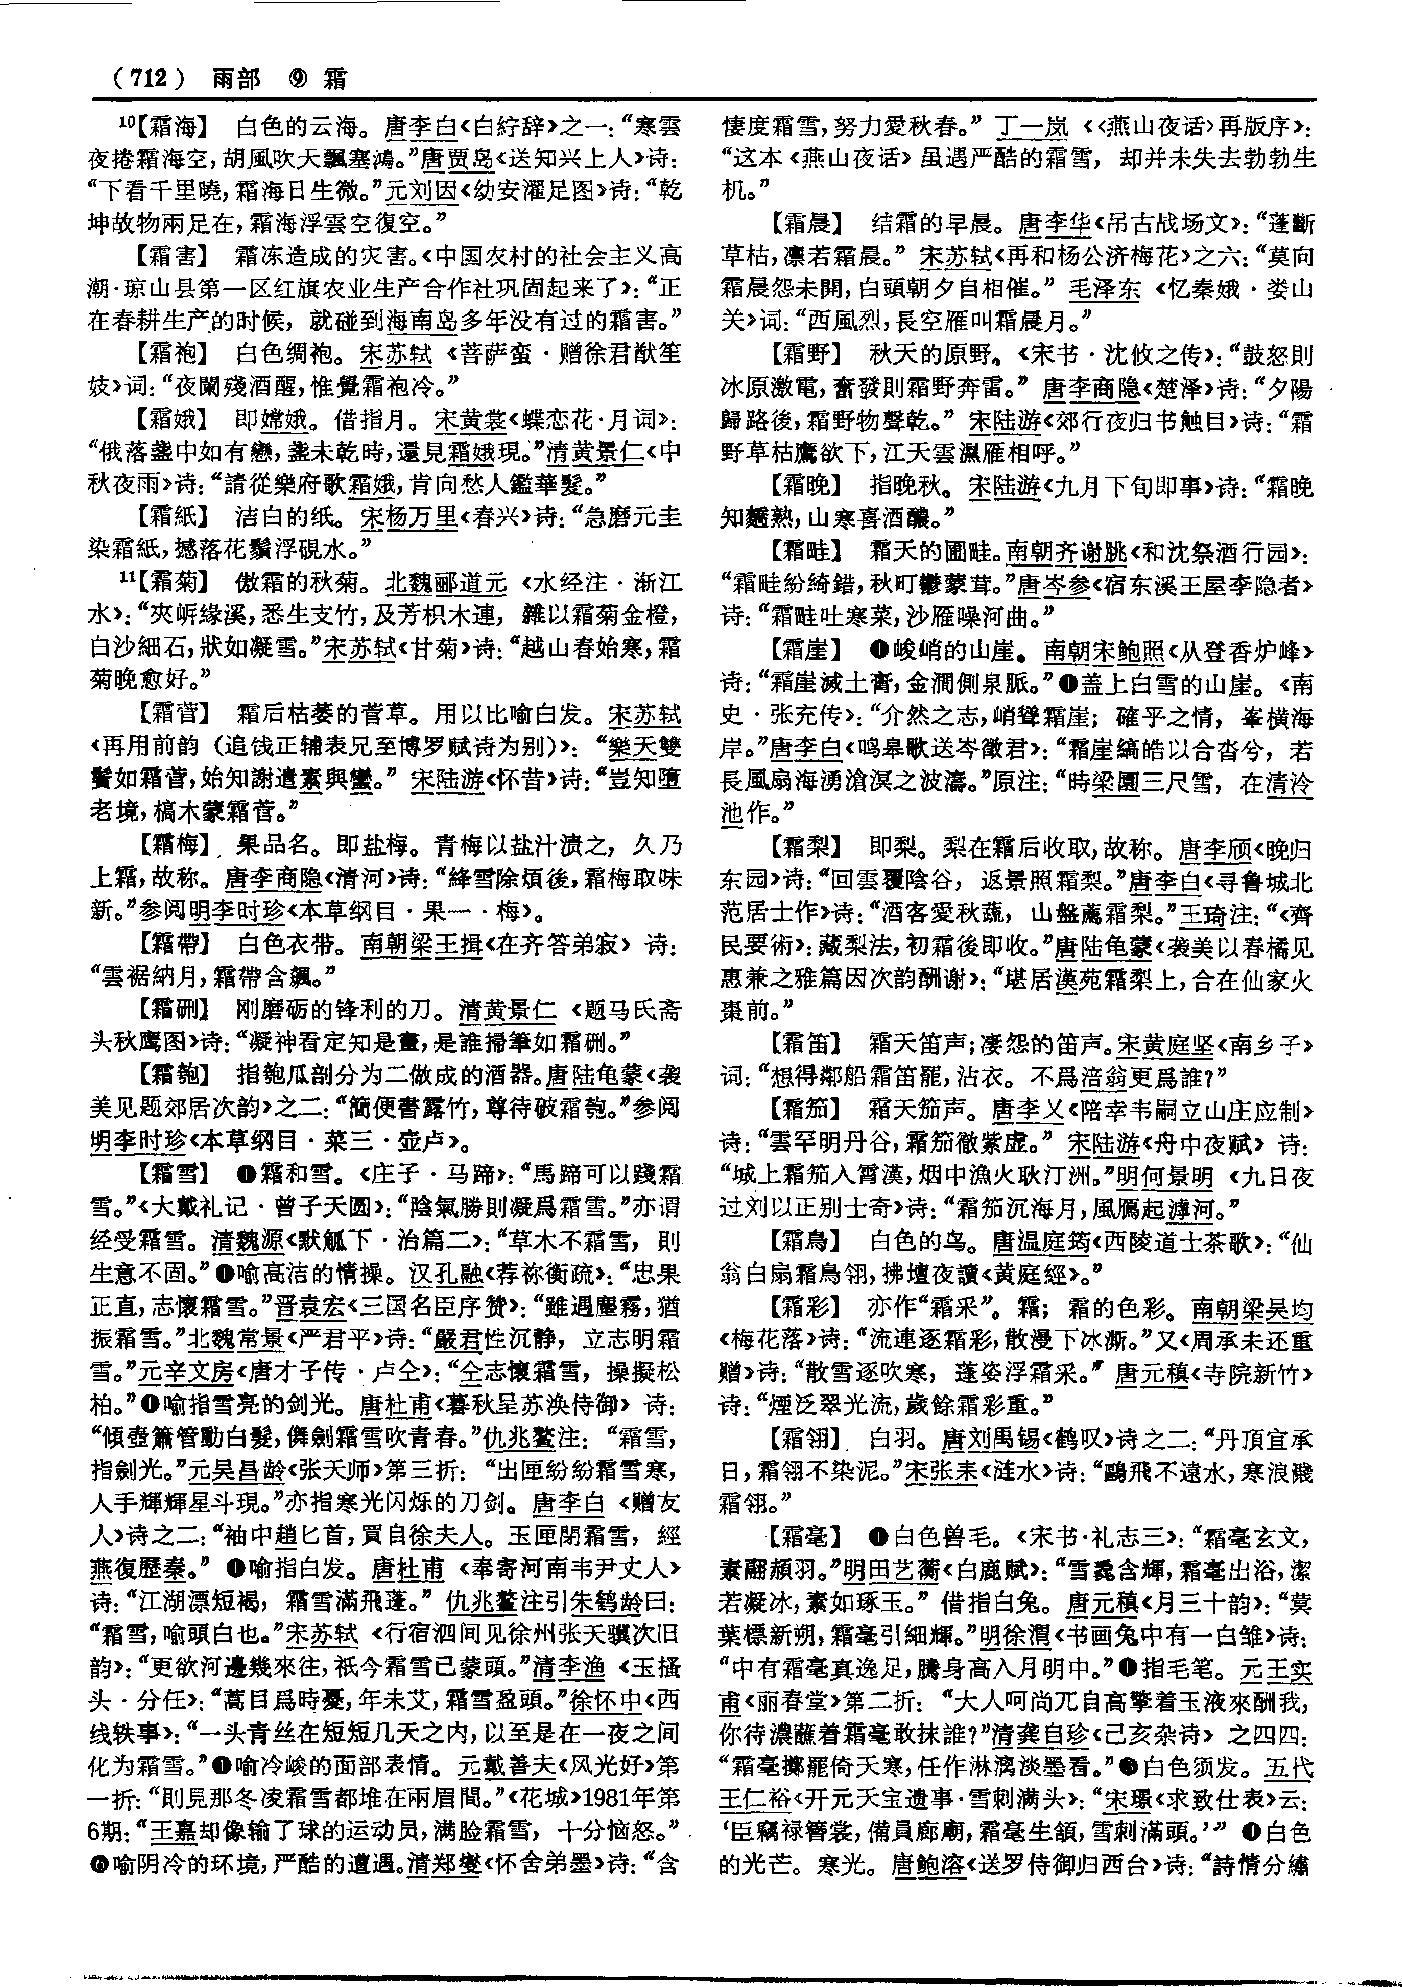 (712) 雨部 ⑨ 霜
¹⁰【霜海】 白色的云海。唐李白《白紵辞》之一：“寒雲
夜捲霜海空，胡風吹天飄塞鴻。”唐贾岛《送知兴上人》诗：
“下看千里曉，霜海日生微。”元刘因《幼安濯足图》诗：“乾
坤故物兩足在，霜海浮雲空復空。”
【霜害】 霜冻造成的灾害。《中国农村的社会主义高
潮·琼山县第一区红旗农业生产合作社巩固起来了》：“正
在春耕生产的时候，就碰到海南岛多年没有过的霜害。”
【霜袍】 白色绸袍。宋苏轼《菩萨蛮·赠徐君猷笙
妓》词：“夜闌殘酒醒，惟覺霜袍冷。”
【霜娥】 即嫦娥。借指月。宋黄裳《蝶恋花·月词》：
“俄落盞中如有戀，盞未乾時，還見霜娥現。”清黄景仁《中
秋夜雨》诗：“請從樂府歌霜娥，肯向愁人鑑華髮。”
【霜紙】 洁白的纸。宋杨万里《春兴》诗：“急磨元圭
染霜紙，撼落花鬚浮硯水。”
¹¹【霜菊】 傲霜的秋菊。北魏郦道元《水经注·渐江
水》：“夾岍緣溪，悉生支竹，及芳枳木連，雜以霜菊金橙，
白沙細石，狀如凝雪。”宋苏轼《甘菊》诗：“越山春始寒，霜
菊晚愈好。”
【霜菅】 霜后枯萎的菅草。用以比喻白发。宋苏轼
《再用前韵（追饯正辅表兄至博罗赋诗为别）》：“樂天雙
鬢如霜菅，始知謝遣素與蠻。”宋陆游《怀昔》诗：“豈知墮
老境，槁木蒙霜菅。”
【霜梅】 果品名。即盐梅。青梅以盐汁渍之，久乃
上霜，故称。唐李商隐《清河》诗：“絳雪除煩後，霜梅取味
新。”参阅明李时珍《本草纲目·果一·梅》。
【霜帶】 白色衣带。南朝梁王揖《在齐答弟寂》诗：
“雲裾納月，霜帶含飆。”
【霜硎】 刚磨砺的锋利的刀。清黄景仁《题马氏斋
头秋鹰图》诗：“凝神看定知是畫，是誰掃筆如霜硎。”
【霜匏】 指匏瓜剖分为二做成的酒器。唐陆龟蒙《袭
美见题郊居次韵》之二：“簡便書露竹，尊待破霜匏。”参阅
明李时珍《本草纲目·菜三·壶卢》。
【霜雪】 ❶霜和雪。《庄子·马蹄》：“馬蹄可以踐霜
雪。”《大戴礼记·曾子天圆》：“陰氣勝則凝爲霜雪。”亦谓
经受霜雪。清魏源《默觚下·治篇二》：“草木不霜雪，則
生意不固。”❷喻高洁的情操。汉孔融《荐祢衡疏》：“忠果
正直，志懷霜雪。”晋袁宏《三国名臣序赞》：“雖遇塵霧，猶
振霜雪。”北魏常景《严君平》诗：“嚴君性沉静，立志明霜
雪。”元辛文房《唐才子传·卢仝》：“仝志懷霜雪，操擬松
柏。”❸喻指雪亮的剑光。唐杜甫《暮秋呈苏涣侍御》诗：
“傾壺簫管動白髮，儛劍霜雪吹青春。”仇兆鳌注：“霜雪，
指劍光。”元吴昌龄《张天师》第三折：“出匣紛紛霜雪寒，
人手輝輝星斗現。”亦指寒光闪烁的刀剑。唐李白《赠友
人》诗之二：“袖中趙匕首，買自徐夫人。玉匣閉霜雪，經
燕復歷秦。”❹喻指白发。唐杜甫《奉寄河南韦尹丈人》
诗：“江湖漂短褐，霜雪滿飛蓬。”仇兆鳌注引朱鹤龄曰：
“霜雪，喻頭白也。”宋苏轼《行宿泗间见徐州张天骥次旧
韵》：“更欲河邊幾來往，祇今霜雪已蒙頭。”清李渔《玉搔
头·分任》：“蒿目爲時憂，年未艾，霜雪盈頭。”徐怀中《西
线轶事》：“一头青丝在短短几天之内，以至是在一夜之间
化为霜雪。”❺喻冷峻的面部表情。元戴善夫《风光好》第
一折：“則見那冬凌霜雪都堆在兩眉間。”《花城》1981年第
6期：“王嘉却像输了球的运动员，满脸霜雪，十分恼怒。”
❻喻阴冷的环境，严酷的遭遇。清郑燮《怀舍弟墨》诗：“含
悽度霜雪，努力愛秋春。”丁一岚《〈燕山夜话〉再版序》：
“这本《燕山夜话》虽遇严酷的霜雪，却并未失去勃勃生
机。”
【霜晨】 结霜的早晨。唐李华《吊古战场文》：“蓬斷
草枯，凛若霜晨。”宋苏轼《再和杨公济梅花》之六：“莫向
霜晨怨未開，白頭朝夕自相催。”毛泽东《忆秦娥·娄山
关》词：“西風烈，長空雁叫霜晨月。”
【霜野】 秋天的原野。《宋书·沈攸之传》：“鼓怒則
冰原激電，奮發則霜野奔雷。”唐李商隐《楚泽》诗：“夕陽
歸路後，霜野物聲乾。”宋陆游《郊行夜归书触目》诗：“霜
野草枯鷹欲下，江天雲濕雁相呼。”
【霜晚】 指晚秋。宋陆游《九月下旬即事》诗：“霜晚
知麯熟，山寒喜酒醲。”
【霜畦】 霜天的園畦。南朝齐谢朓《和沈祭酒行园》：
“霜畦紛綺錯，秋町鬱蒙茸。”唐岑参《宿东溪王屋李隐者》
诗：“霜畦吐寒菜，沙雁噪河曲。”
【霜崖】 ❶峻峭的山崖。南朝宋鲍照《从登香炉峰》
诗：“霜崖滅土膏，金澗側泉脈。”❷盖上白雪的山崖。《南
史·张充传》：“介然之志，峭聳霜崖；確乎之情，峯横海
岸。”唐李白《鸣皋歌送岑徵君》：“霜崖縞皓以合沓兮，若
長風扇海湧滄溟之波濤。”原注：“時梁園三尺雪，在清泠
池作。”
【霜梨】 即梨。梨在霜后收取，故称。唐李颀《晚归
东园》诗：“回雲覆陰谷，返景照霜梨。”唐李白《寻鲁城北
范居士作》诗：“酒客愛秋蔬，山盤薦霜梨。”王琦注：“《齊
民要術》：藏梨法，初霜後即收。”唐陆龟蒙《袭美以春橘见
惠兼之雅篇因次韵酬谢》：“堪居漢苑霜梨上，合在仙家火
棗前。”
【霜笛】 霜天笛声；凄怨的笛声。宋黄庭坚《南乡子》
词：“想得鄰船霜笛罷，沾衣。不爲涪翁更爲誰？”
【霜笳】 霜天笳声。唐李乂《陪幸韦嗣立山庄应制》
诗：“雲罕明丹谷，霜笳徹紫虚。”宋陆游《舟中夜赋》诗：
“城上霜笳入霄漢，烟中漁火耿汀洲。”明何景明《九日夜
过刘以正别士奇》诗：“霜笳沉海月，風鴈起滹河。”
【霜鳥】 白色的鸟。唐温庭筠《西陵道士茶歌》：“仙
翁白扇霜鳥翎，拂壇夜讀《黄庭經》。”
【霜彩】 亦作“霜采”。霜；霜的色彩。南朝梁吴均
《梅花落》诗：“流連逐霜彩，散漫下冰澌。”又《周承未还重
赠》诗：“散雪逐吹寒，蓬姿浮霜采。”唐元稹《寺院新竹》
诗：“煙泛翠光流，歲餘霜彩重。”
【霜翎】 白羽。唐刘禹锡《鹤叹》诗之二：“丹頂宜承
日，霜翎不染泥。”宋张耒《涟水》诗：“鷗飛不遠水，寒浪殘
霜翎。”
【霜毫】 ❶白色兽毛。《宋书·礼志三》：“霜毫玄文，
素翮頳羽。”明田艺蘅《白鹿赋》：“雪毳含輝，霜毫出浴，潔
若凝冰，素如琢玉。”借指白兔。唐元稹《月三十韵》：“蓂
葉標新朔，霜毫引細輝。”明徐渭《书画兔中有一白雏》诗：
“中有霜毫真逸足，騰身高入月明中。”❷指毛笔。元王实
甫《丽春堂》第二折：“大人呵尚兀自高擎着玉液來酬我，
你待濃蘸着霜毫敢抹誰？”清龚自珍《己亥杂诗》之四四：
“霜毫擲罷倚天寒，任作淋漓淡墨看。”❸白色须发。五代
王仁裕《开元天宝遗事·雪刺满头》：“宋璟《求致仕表》云：
‘臣竊禄簪裳，備員廊廟，霜毫生頷，雪刺滿頭。’”❹白色
的光芒。寒光。唐鲍溶《送罗侍御归西台》诗：“詩情分繡